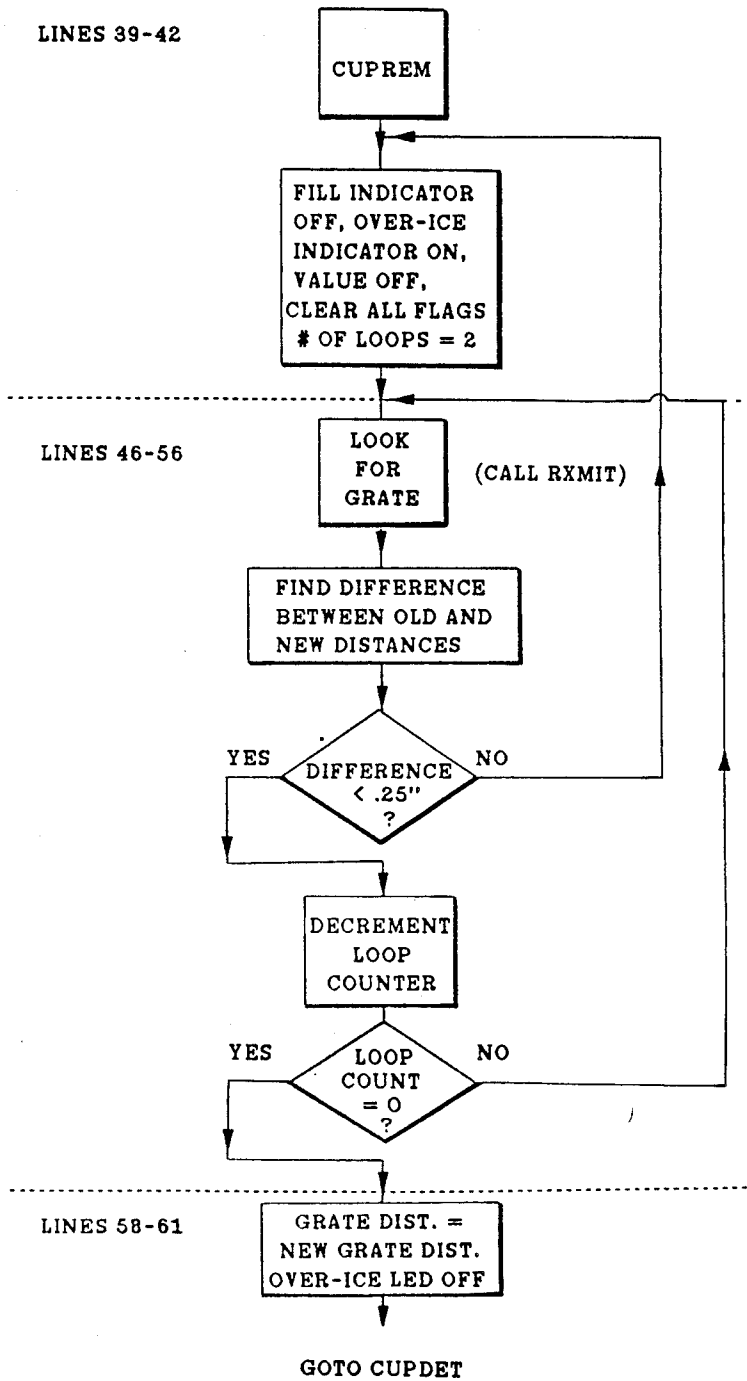 LINES 39-42
CUPREM
FILL INDICATOR
OFF, OVER-ICE
INDICATOR ON,
VALUE OFF,
CLEAR ALL FLAGS
# OF LOOPS = 2
LINES 46-56
LOOK
FOR
GRATE
(CALL RXMIT)
FIND DIFFERENCE
BETWEEN OLD AND
NEW DISTANCES
YES
NO
DIFFERENCE
< .25"
?
DECREMENT
LOOP
COUNTER
YES
NO
LOOP
COUNT
= 0
?
LINES 58-61
GRATE DIST. =
NEW GRATE DIST.
OVER-ICE LED OFF
GOTO CUPDET